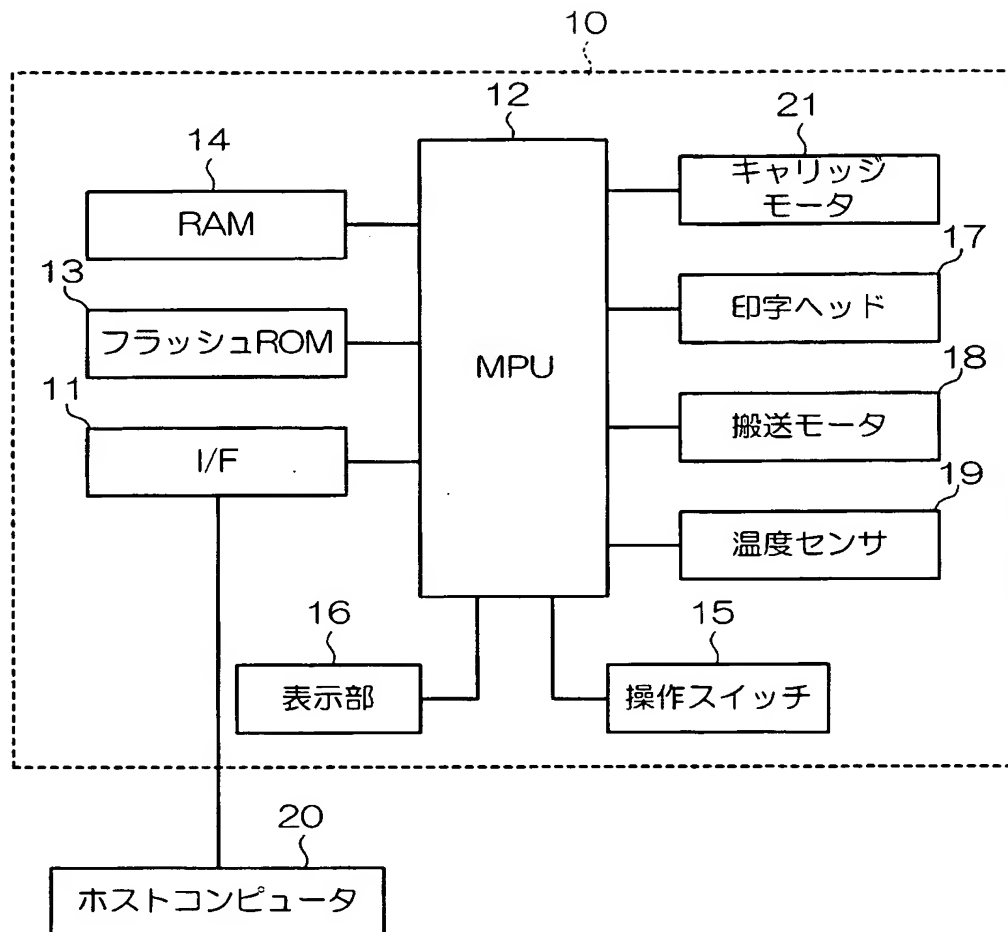 10
12
21
14
キャリッジ
モータ
RAM
17
13
印字ヘッド
フラッシュROM
MPU
18
11
搬送モータ
I/F
19
温度センサ
16
15
表示部
操作スイッチ
20
ホストコンピュータ